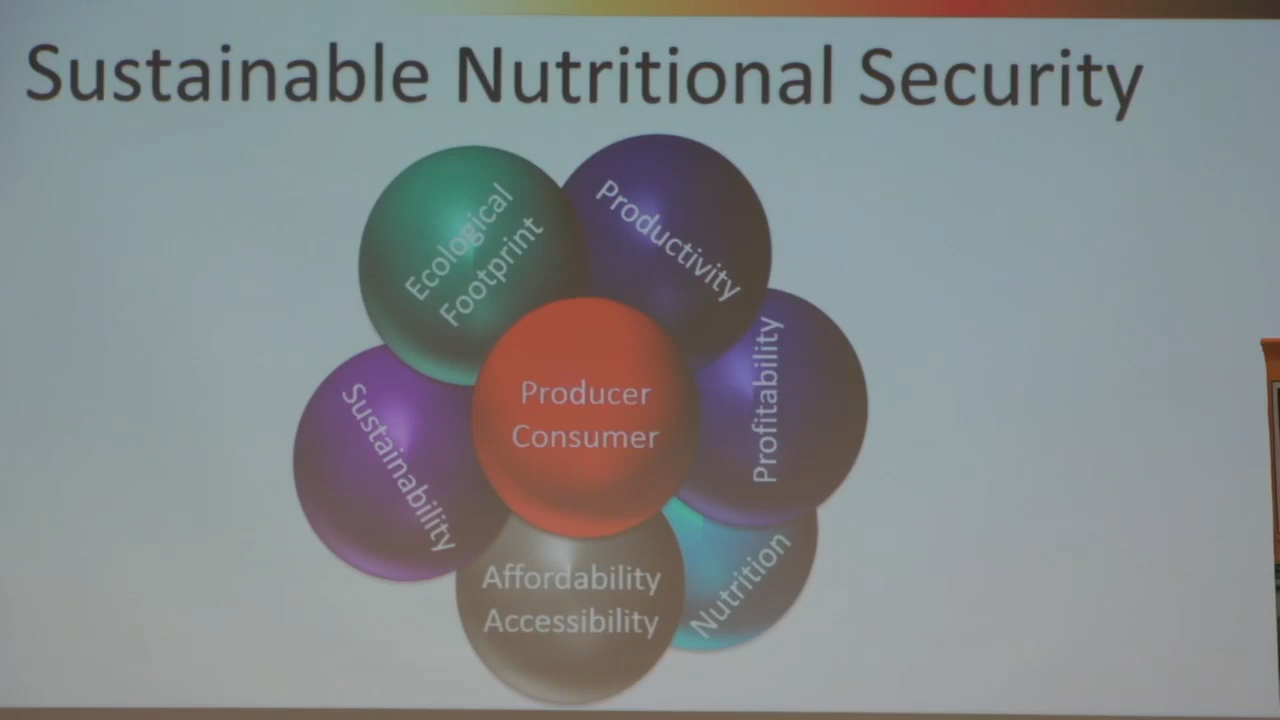 Sustainable Nutritional Security
Ecological
Footprint
Productivity
Profitability
Producer
Consumer
Sustainability
Affordability
Accessibility
Nutrition